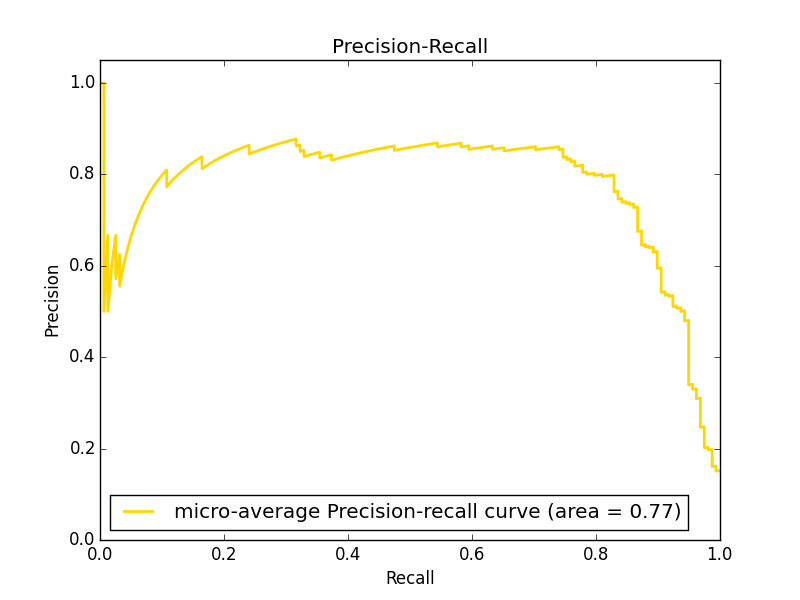 Precision-Recall
1.0
0.8
0.6
0.4
0.2
0.0
Precision
micro-average Precision-recall curve (area = 0.77)
0.0 0.2 0.4 0.6 0.8 1.0
Recall